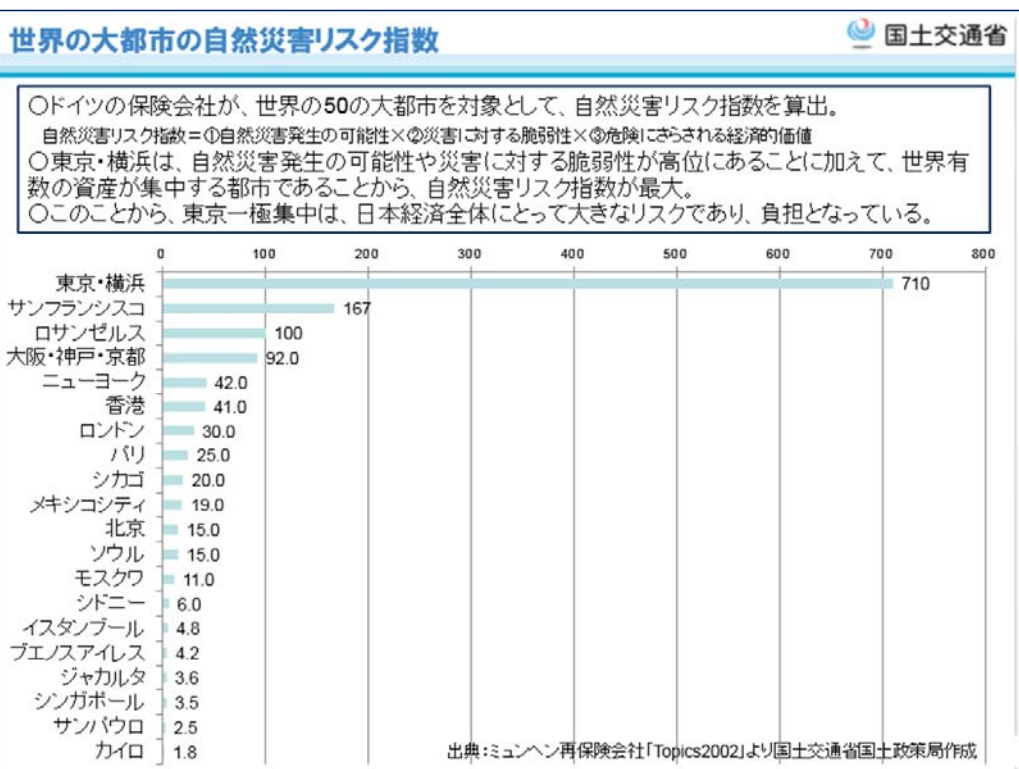 世界の大都市の自然災害リスク指数
国土交通省
○ドイツの保険会社が、世界の50の大都市を対象として、自然災害リスク指数を算出。
自然災害リスク指数＝①自然災害発生の可能性×②災害に対する脆弱性×③危険にさらされる経済的価値
○東京・横浜は、自然災害発生の可能性や災害に対する脆弱性が高位にあることに加えて、世界有
数の資産が集中する都市であることから、自然災害リスク指数が最大。
○このことから、東京一極集中は、日本経済全体にとって大きなリスクであり、負担となっている。
0 100 200 300 400 500 600 700 800
東京・横浜 710
サンフランシスコ 167
ロサンゼルス 100
大阪・神戸・京都 92.0
ニューヨーク 42.0
香港 41.0
ロンドン 30.0
パリ 25.0
シカゴ 20.0
メキシコシティ 19.0
北京 15.0
ソウル 15.0
モスクワ 11.0
シドニー 6.0
イスタンブール 4.8
ブエノスアイレス 4.2
ジャカルタ 3.6
シンガポール 3.5
サンパウロ 2.5
カイロ 1.8
出典：ミュンヘン再保険会社「Topics2002」より国土交通省国土政策局作成